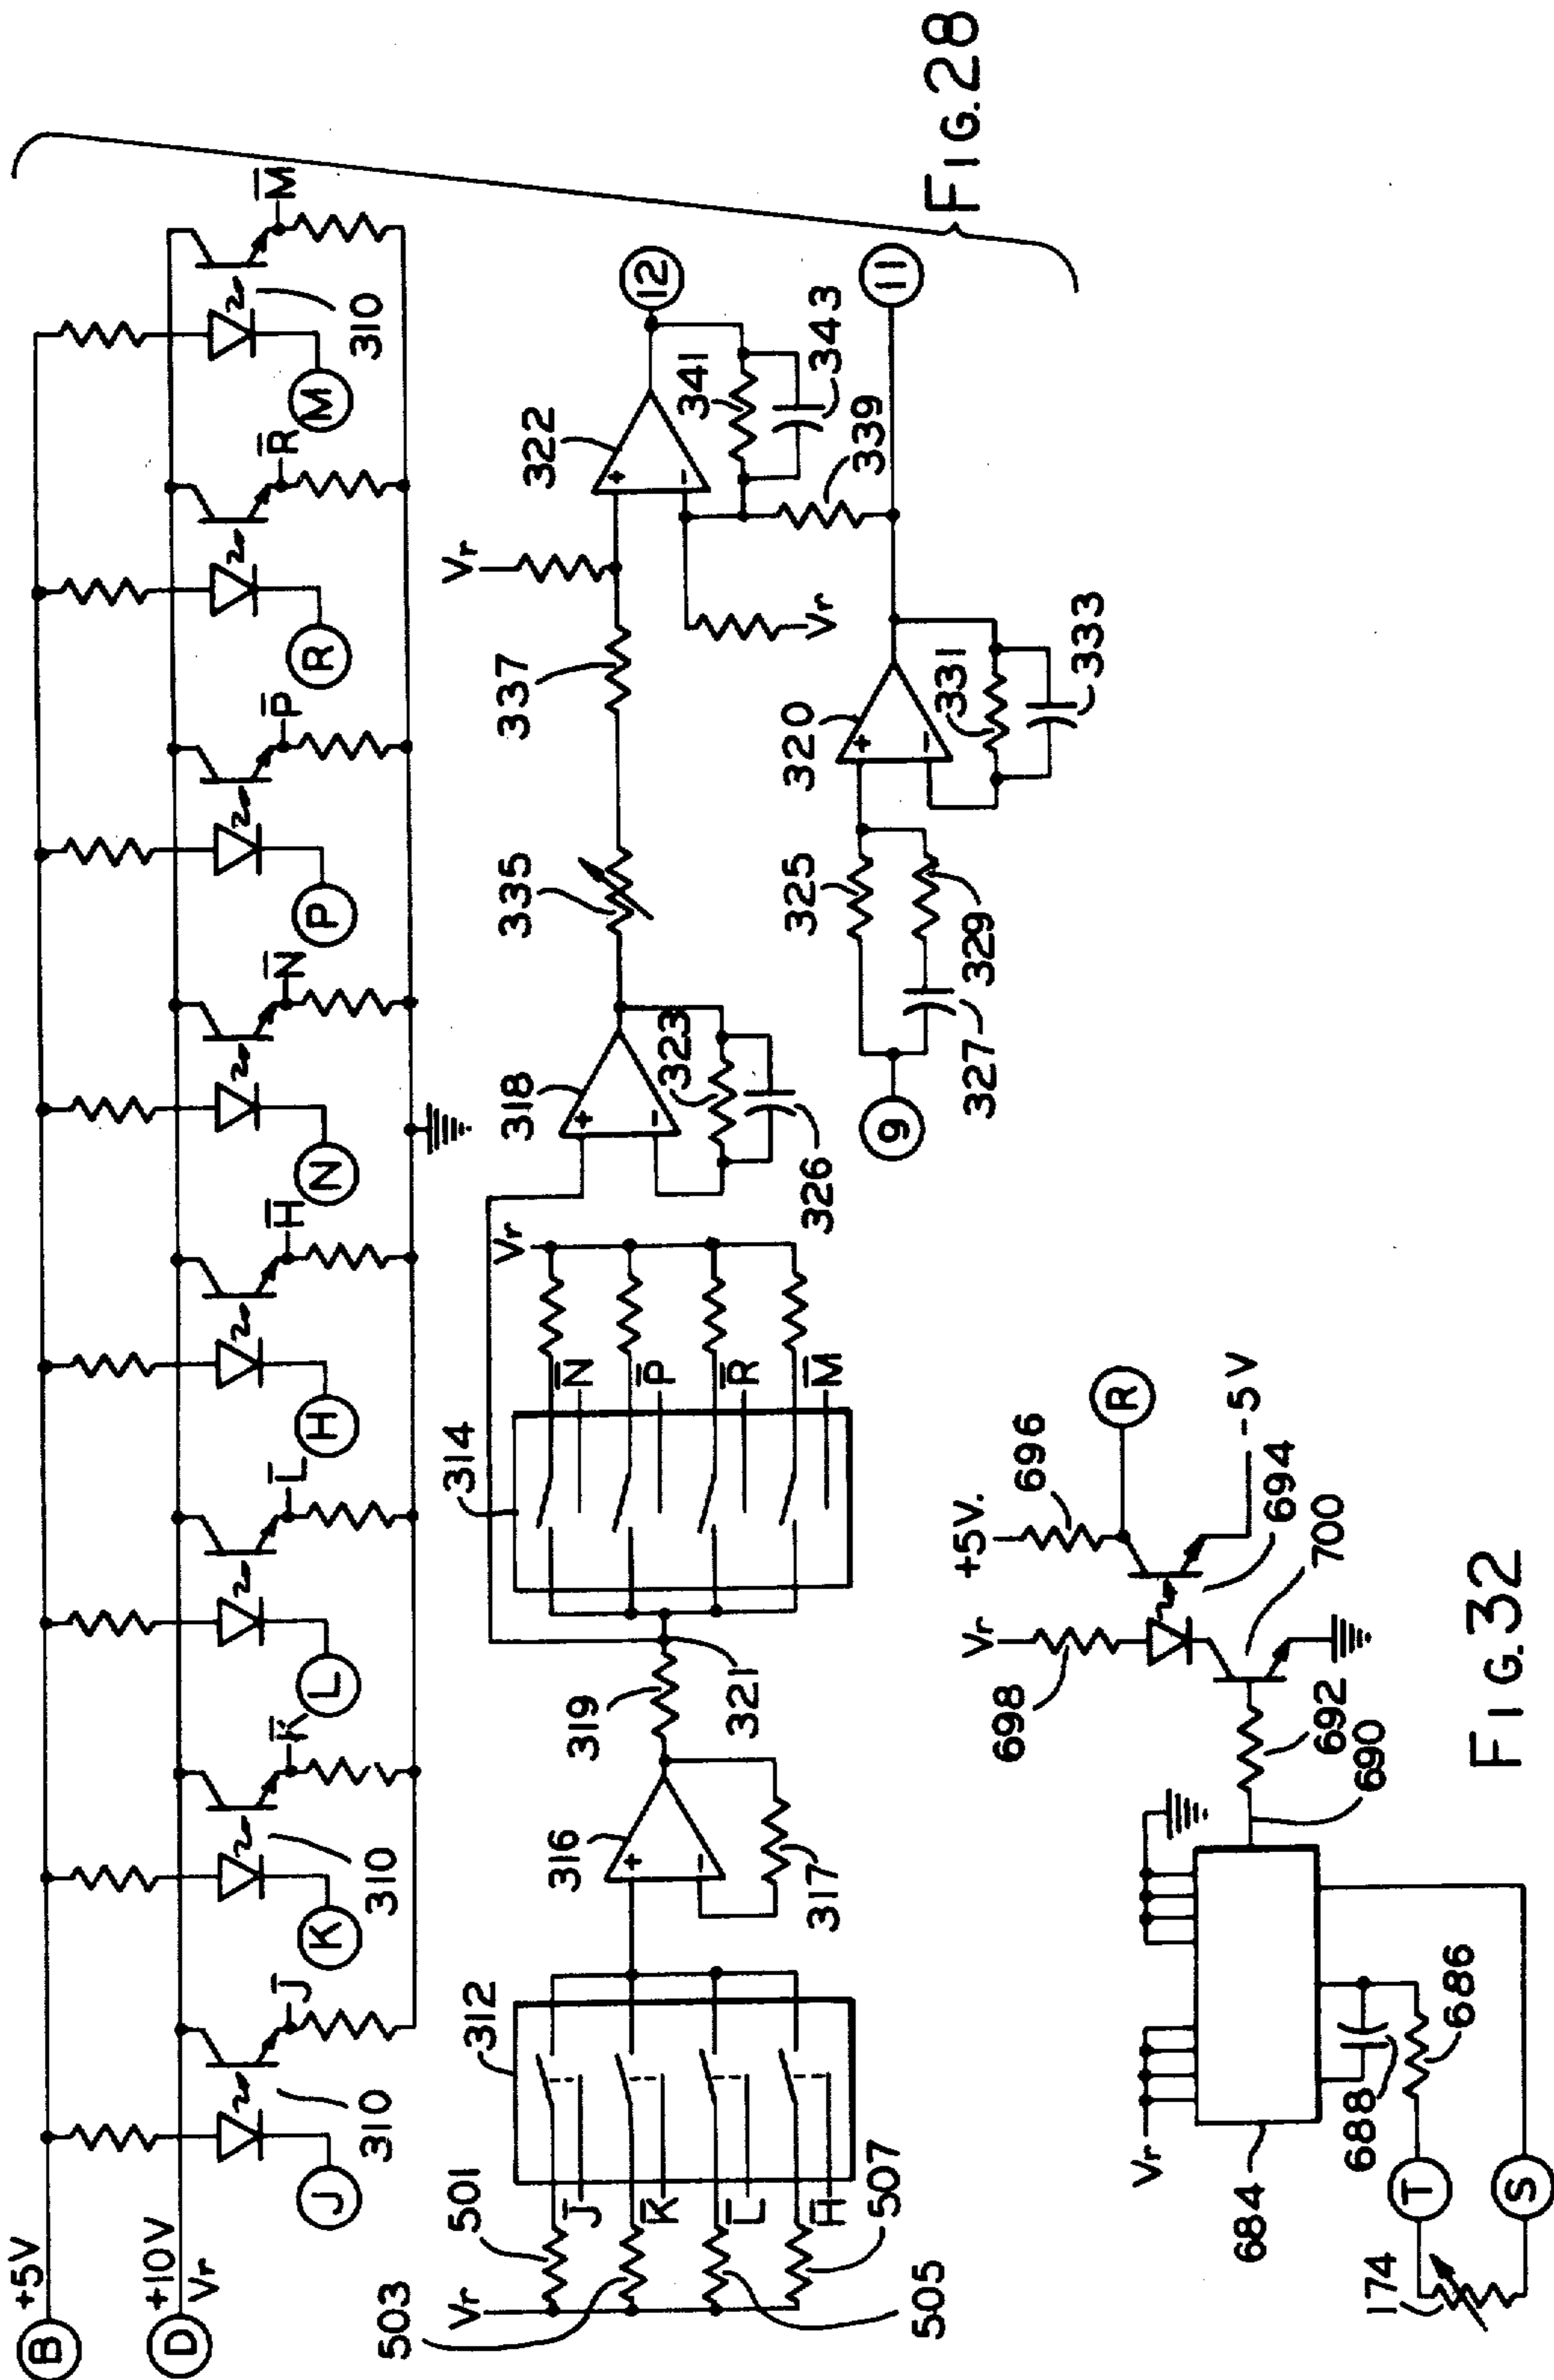 B +5V
D +10V
Vr
J K L H N P R M
J̅ K̅ L̅ H̅ N̅ P̅ R̅ M̅
310 310 310
312 316 314 318 335 337 322
501
503
505
507
Vr
J̅
K̅
L̅
H̅
317
319
321
Vr
N̅
P̅
R̅
M̅
323
326
Vr
Vr
12
341
343
339
11
9
325
327
329
320
331
333
FIG. 28
174
T
S
684
Vr
688
686
690
692
698
Vr
+5V.
696
R
-5V
694
700
FIG. 32